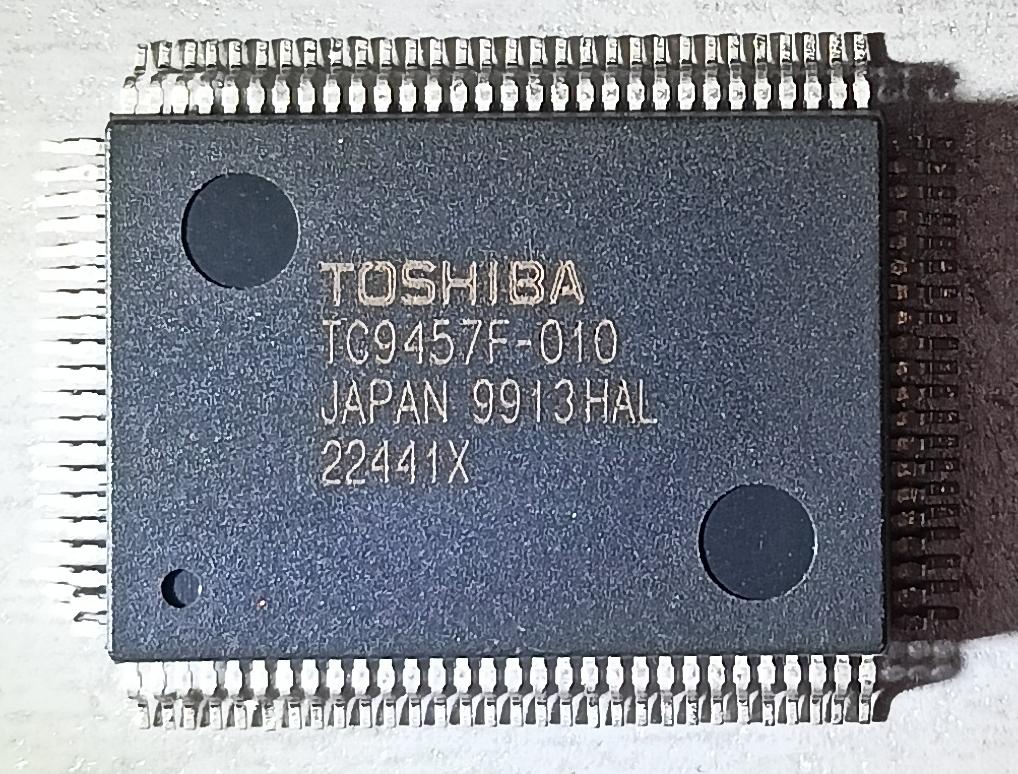 TOSHIBA
TC9457F-010
JAPAN 9913HAL
22441X